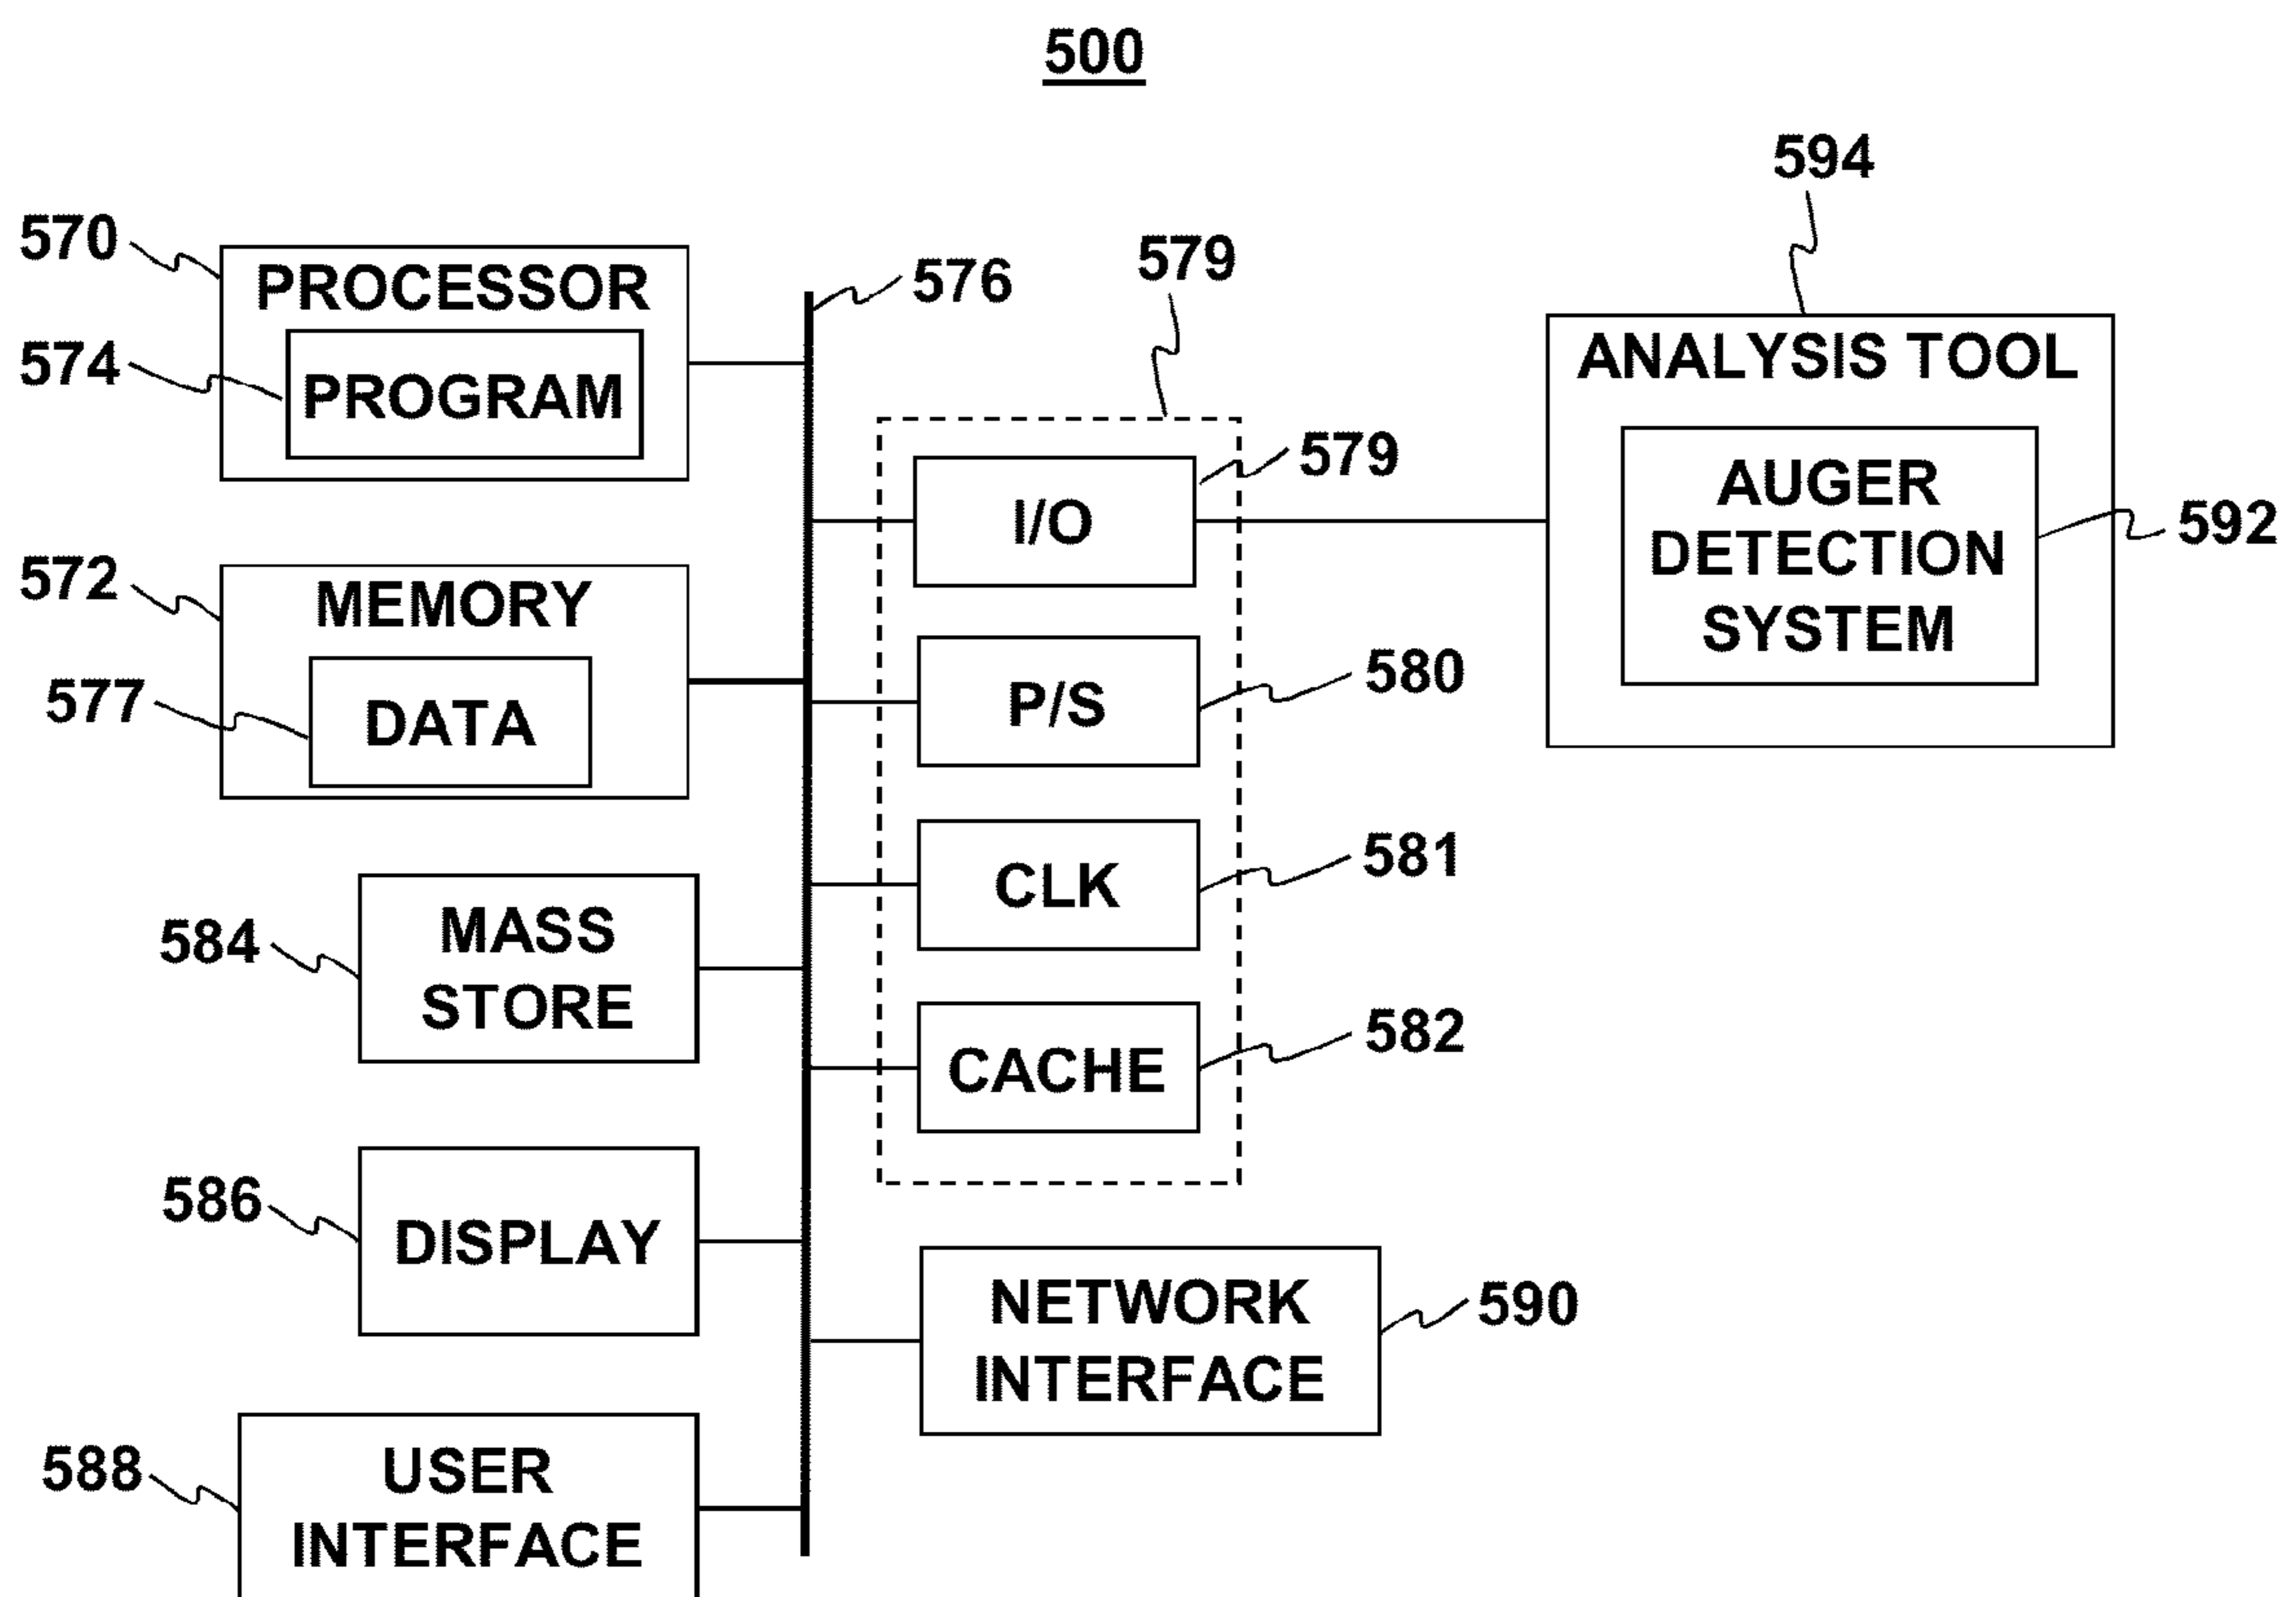 500
594
570
PROCESSOR
574
PROGRAM
576
579
ANALYSIS TOOL
579
I/O
AUGER
DETECTION
SYSTEM
592
572
MEMORY
577
DATA
P/S
580
584
MASS
STORE
CLK
581
CACHE
582
586
DISPLAY
NETWORK
INTERFACE
590
588
USER
INTERFACE